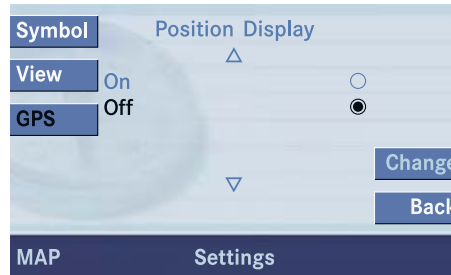 Symbol
Position Display
View
On
Off
GPS
Change
Back
MAP
Settings